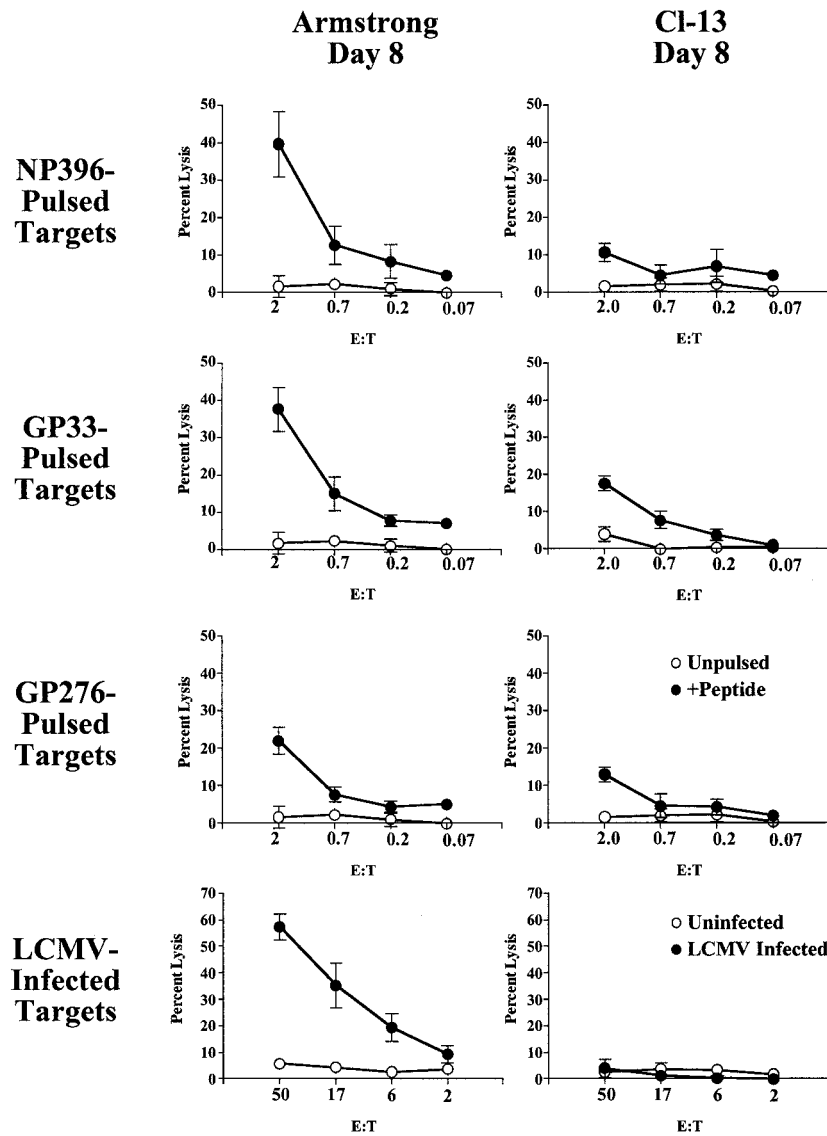 Armstrong
Day 8
Cl-13
Day 8
NP396-
Pulsed
Targets
Percent Lysis
50
40
30
20
10
0
2
0.7
0.2
0.07
E:T
Percent Lysis
50
40
30
20
10
0
2.0
0.7
0.2
0.07
E:T
GP33-
Pulsed
Targets
Percent Lysis
50
40
30
20
10
0
2
0.7
0.2
0.07
E:T
Percent Lysis
50
40
30
20
10
0
2.0
0.7
0.2
0.07
E:T
GP276-
Pulsed
Targets
Percent Lysis
50
40
30
20
10
0
2
0.7
0.2
0.07
E:T
Percent Lysis
50
40
30
20
10
0
2.0
0.7
0.2
0.07
E:T
Unpulsed
+Peptide
LCMV-
Infected
Targets
Percent Lysis
70
60
50
40
30
20
10
0
50
17
6
2
E:T
Percent Lysis
70
60
50
40
30
20
10
0
50
17
6
2
E:T
Uninfected
LCMV Infected